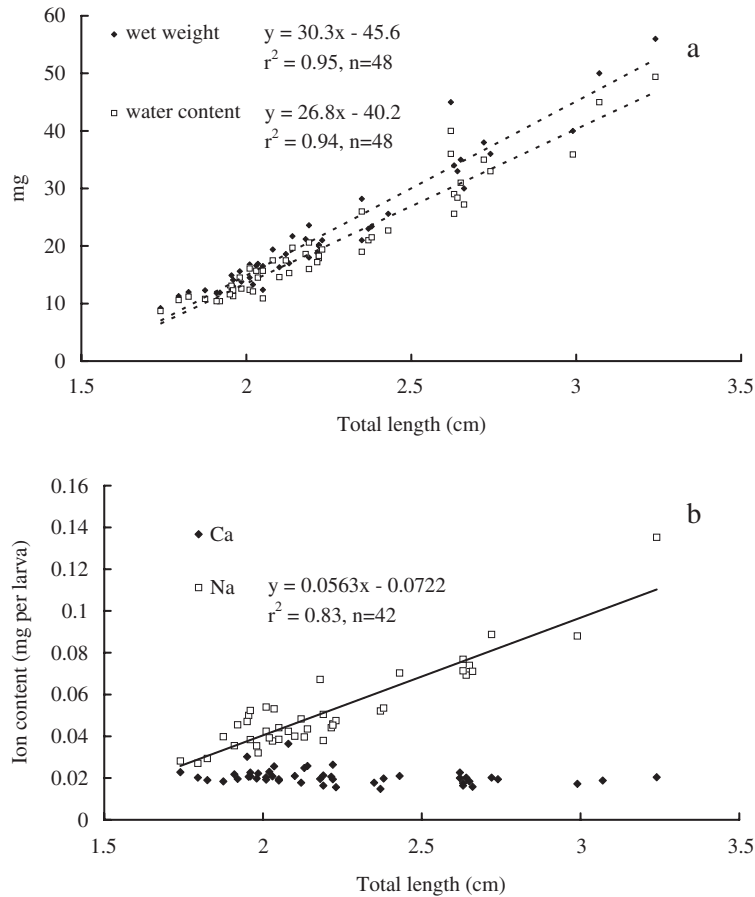 60
50
40
30
20
10
0
mg
a
wet weight y = 30.3x - 45.6
r² = 0.95, n=48
water content y = 26.8x - 40.2
r² = 0.94, n=48
1.5 2 2.5 3 3.5
Total length (cm)
0.16
0.14
0.12
0.1
0.08
0.06
0.04
0.02
0
Ion content (mg per larva)
b
Ca
Na y = 0.0563x - 0.0722
r² = 0.83, n=42
1.5 2 2.5 3 3.5
Total length (cm)